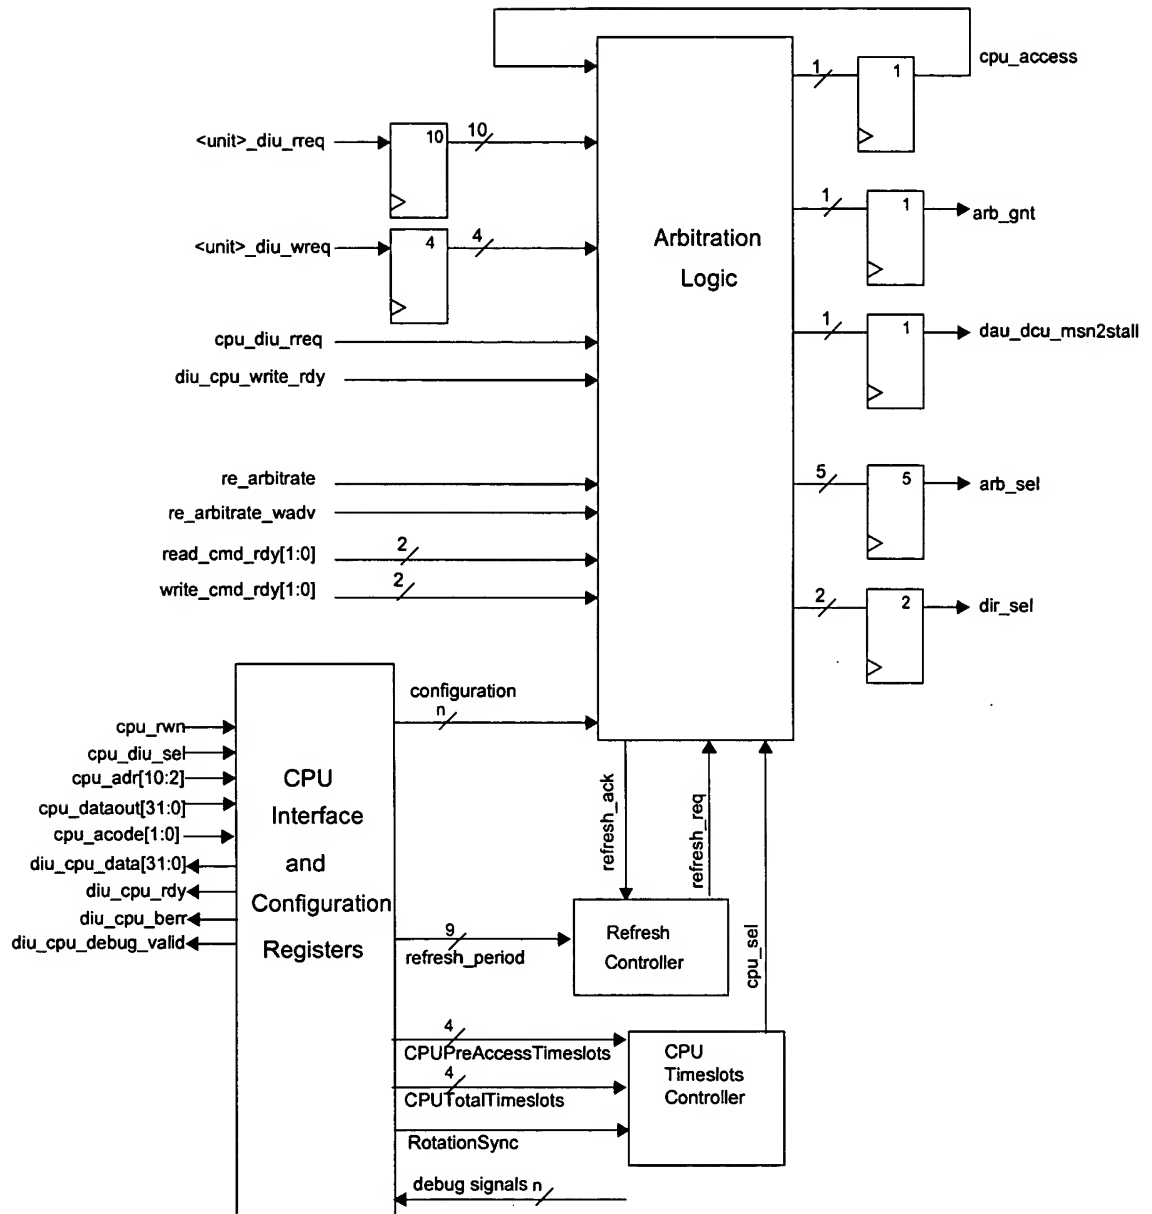 cpu_access
1
1
<unit>_diu_rreq
10
10
1
1
arb_gnt
<unit>_diu_wreq
4
4
Arbitration
Logic
1
1
dau_dcu_msn2stall
cpu_diu_rreq
diu_cpu_write_rdy
re_arbitrate
5
5
arb_sel
re_arbitrate_wadv
read_cmd_rdy[1:0]
2
write_cmd_rdy[1:0]
2
2
2
dir_sel
configuration
n
cpu_rwn
cpu_diu_sel
cpu_adr[10:2]
cpu_dataout[31:0]
cpu_acode[1:0]
diu_cpu_data[31:0]
diu_cpu_rdy
diu_cpu_berr
diu_cpu_debug_valid
CPU
Interface
and
Configuration
Registers
refresh_ack
refresh_req
cpu_sel
9
refresh_period
Refresh
Controller
4
CPUPreAccessTimeslots
4
CPUTotalTimeslots
RotationSync
CPU
Timeslots
Controller
debug signals n